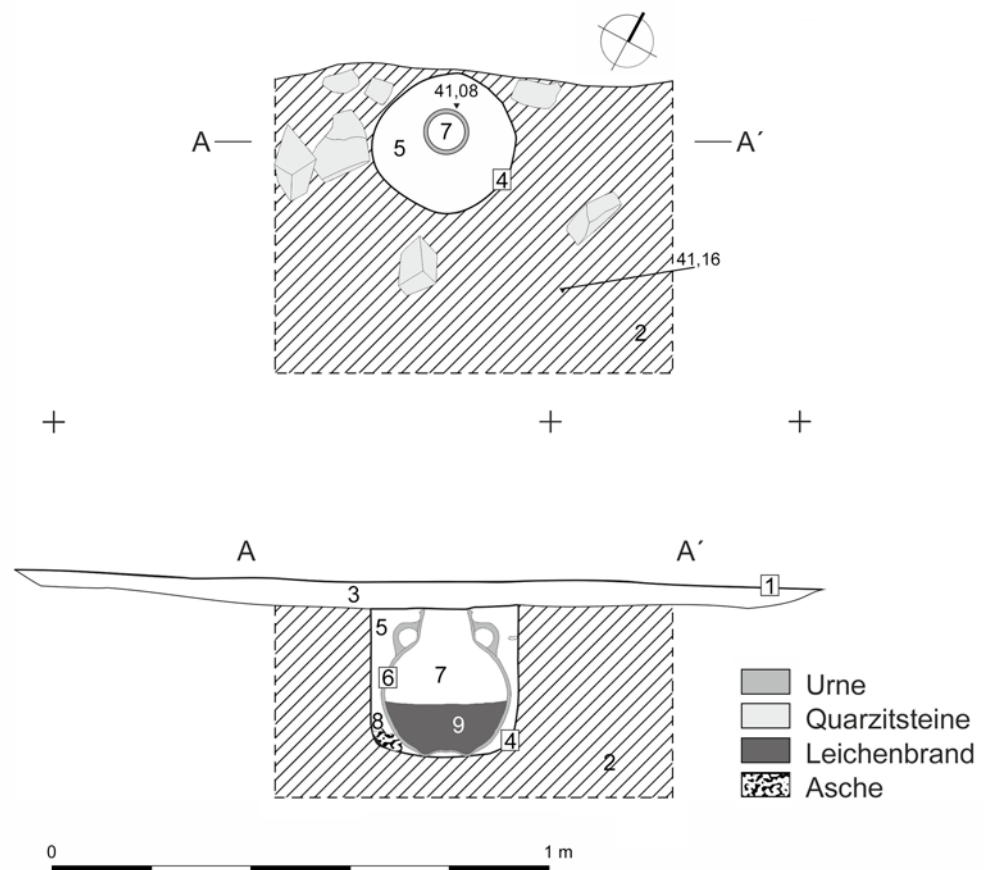 41,08
7
A
A´
5
4
41,16
2
A
A´
1
3
5
6
7
8
9
4
2
Urne
Quarzitsteine
Leichenbrand
Asche
0
1 m